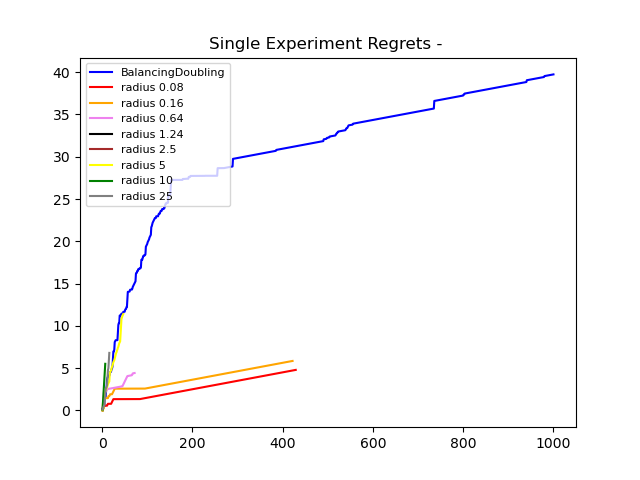 Single Experiment Regrets -
BalancingDoubling
radius 0.08
radius 0.16
radius 0.64
radius 1.24
radius 2.5
radius 5
radius 10
radius 25
40
35
30
25
20
15
10
5
0
0 200 400 600 800 1000